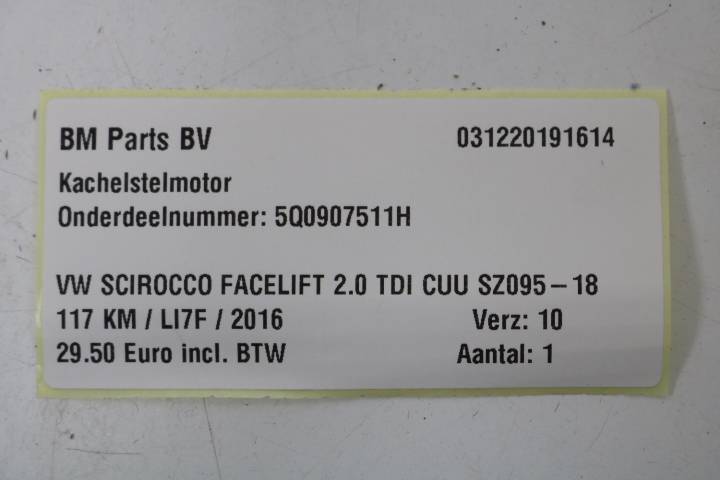 BM Parts BV 031220191614
Kachelstelmotor
Onderdeelnummer: 5Q0907511H
VW SCIROCCO FACELIFT 2.0 TDI CUU SZ095-18
117 KM / LI7F / 2016 Verz: 10
29.50 Euro incl. BTW Aantal: 1